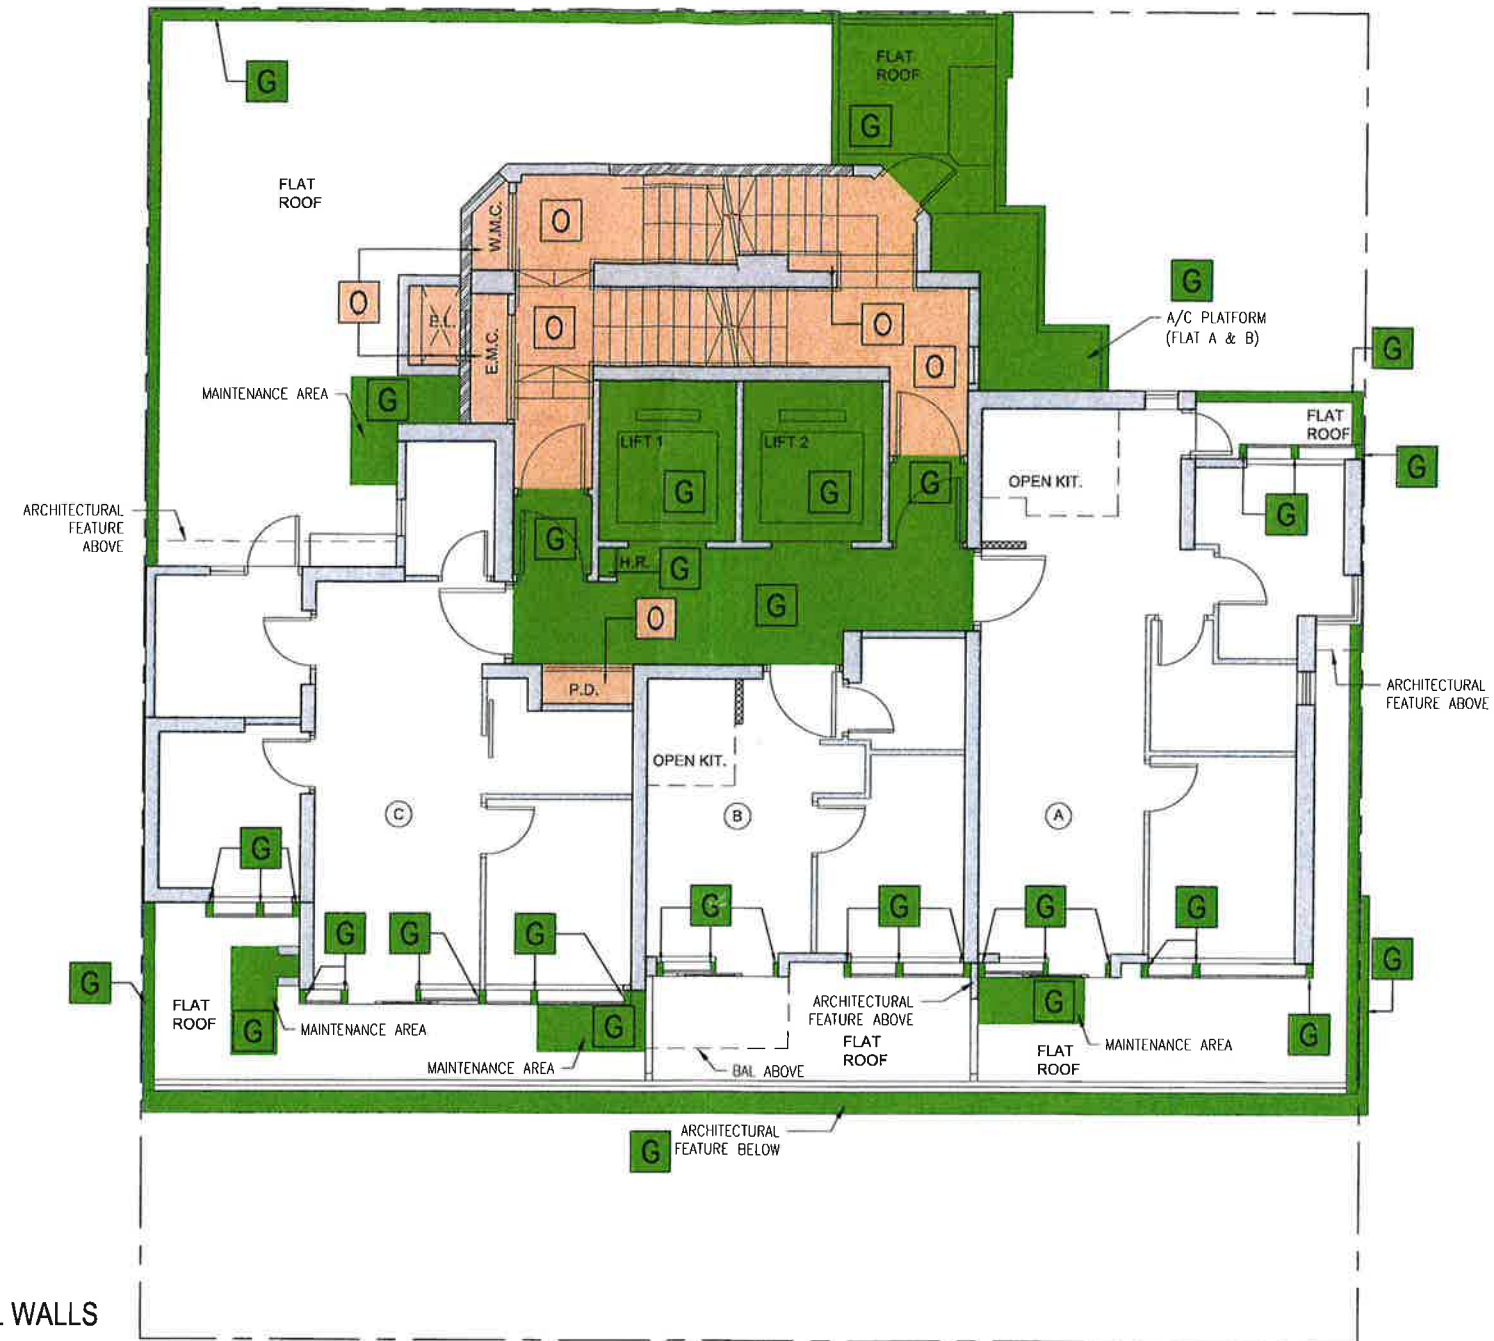 FLAT
ROOF
G
G
FLAT
ROOF
W.M.C.
O
G
A/C PLATFORM
(FLAT A & B)
O
B.L.
E.M.C.
O
O
O
G
MAINTENANCE AREA
G
LIFT 1
LIFT 2
FLAT
ROOF
G
G
G
G
OPEN KIT.
G
ARCHITECTURAL
FEATURE
ABOVE
G
H.R.
G
G
O
P.D.
ARCHITECTURAL
FEATURE ABOVE
OPEN KIT.
C
B
A
G
G
G
G
G
G
G
G
G
G
FLAT
ROOF
G
MAINTENANCE AREA
G
MAINTENANCE AREA
ARCHITECTURAL
FEATURE ABOVE
FLAT
ROOF
BAL ABOVE
G
MAINTENANCE AREA
FLAT
ROOF
G
G
ARCHITECTURAL
FEATURE BELOW
WALLS